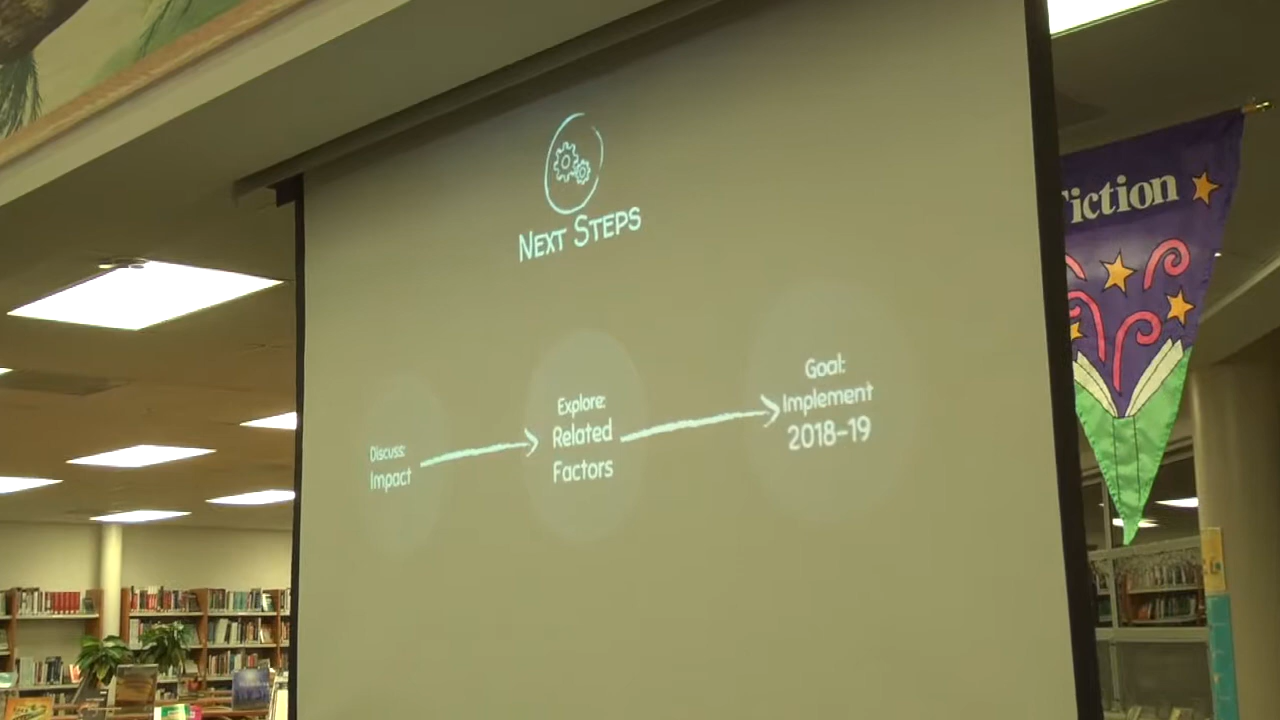 Next Steps
Discuss:
Impact
Explore:
Related
Factors
Goal:
Implement
2018-19
iction